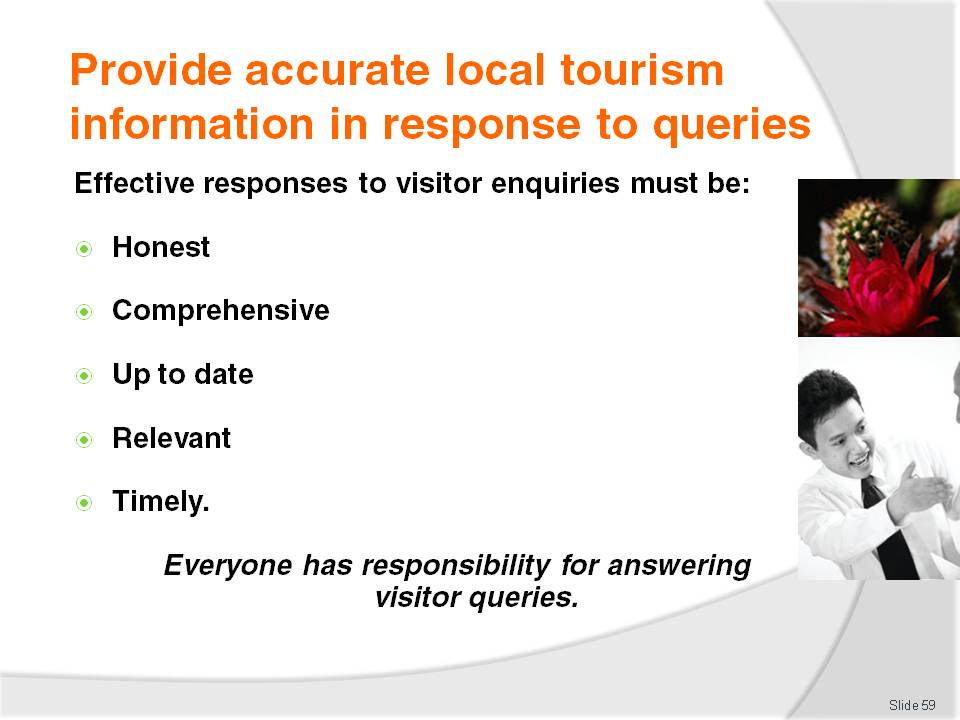 Provide accurate local tourism
information in response to queries
Effective responses to visitor enquiries must be:
Honest
Comprehensive
Up to date
Relevant
Timely.
Everyone has responsibility for answering
visitor queries.
Slide 59